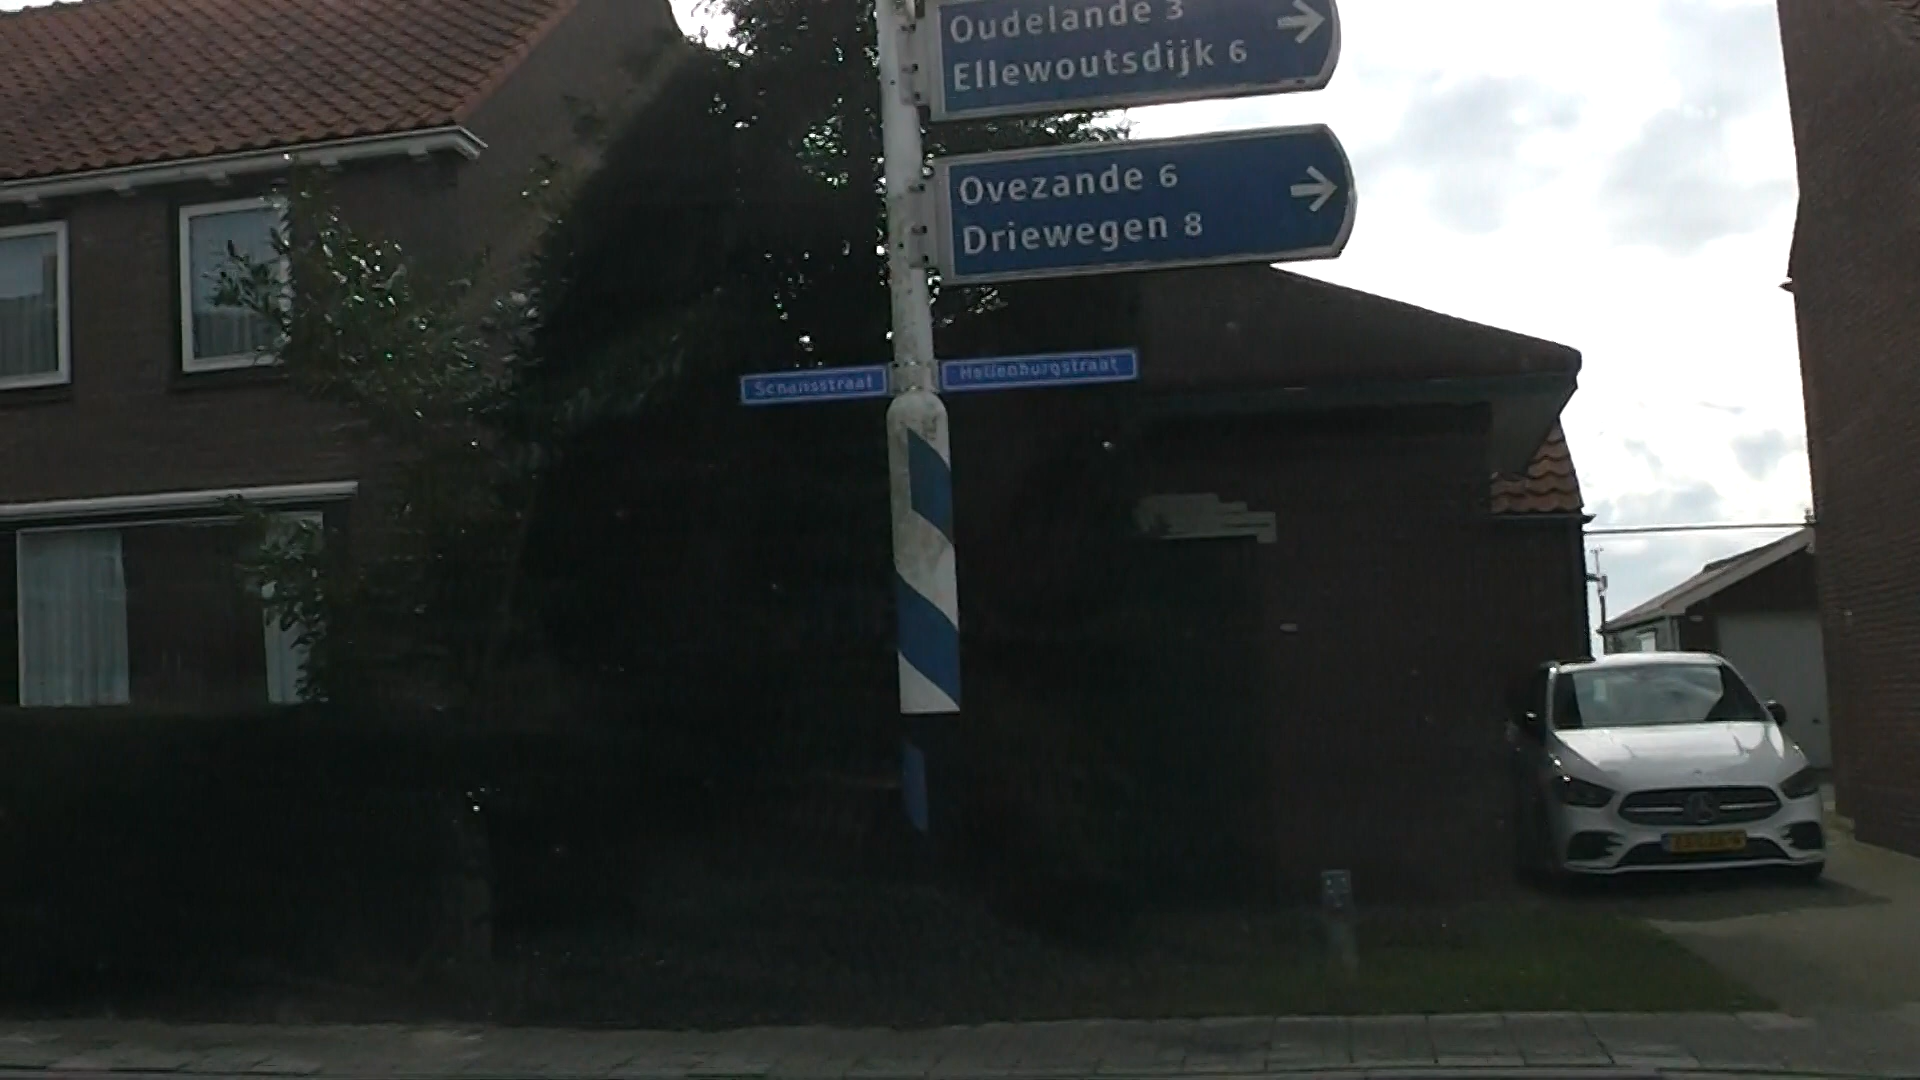 Oudelande 3
Ellewoutsdijk 6
Ovezande 6
Driewegen 8
Schansstraat
Hellenburgstraat